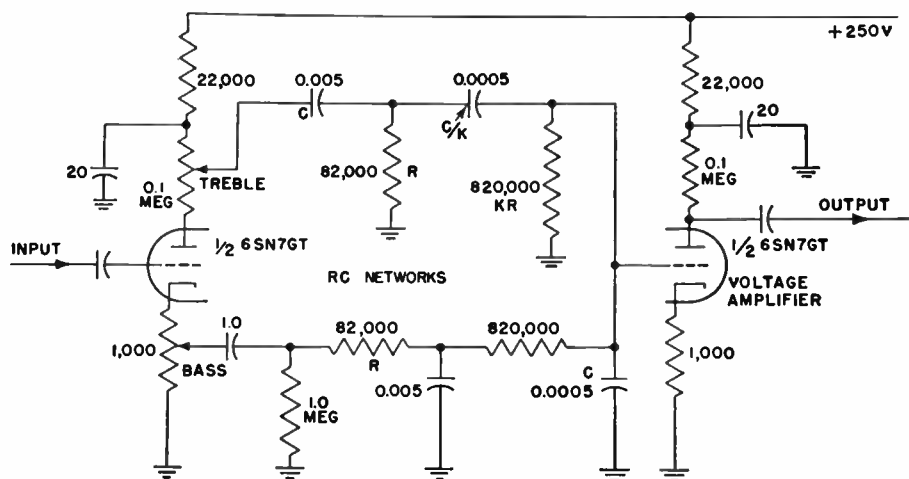 +250V
22,000
0.005
C
0.0005
C/K
22,000
20
20
0.1
MEG
TREBLE
82,000
R
820,000
KR
0.1
MEG
OUTPUT
INPUT
1/2 6SN7GT
RC NETWORKS
1/2 6SN7GT
VOLTAGE
AMPLIFIER
1,000
BASS
1.0
1.0
MEG
82,000
R
0.005
820,000
C
0.0005
1,000